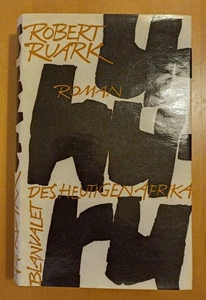 ROBERT
RUARK
ROMAN
DES HEUTIGEN AFRIKA
BLANVALET